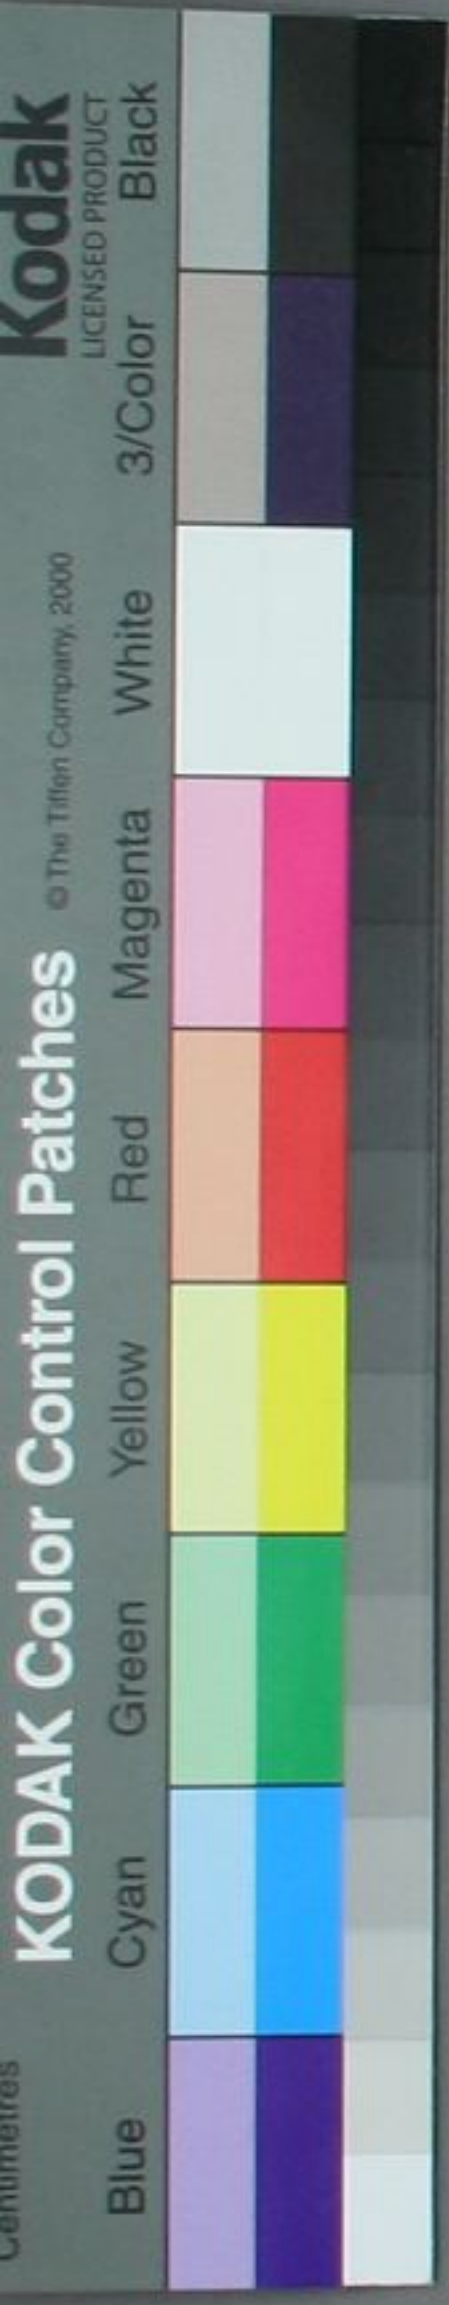 Centimetres
KODAK Color Control Patches © The Tiffen Company, 2000 Kodak
LICENSED PRODUCT
Blue Cyan Green Yellow Red Magenta White 3/Color Black